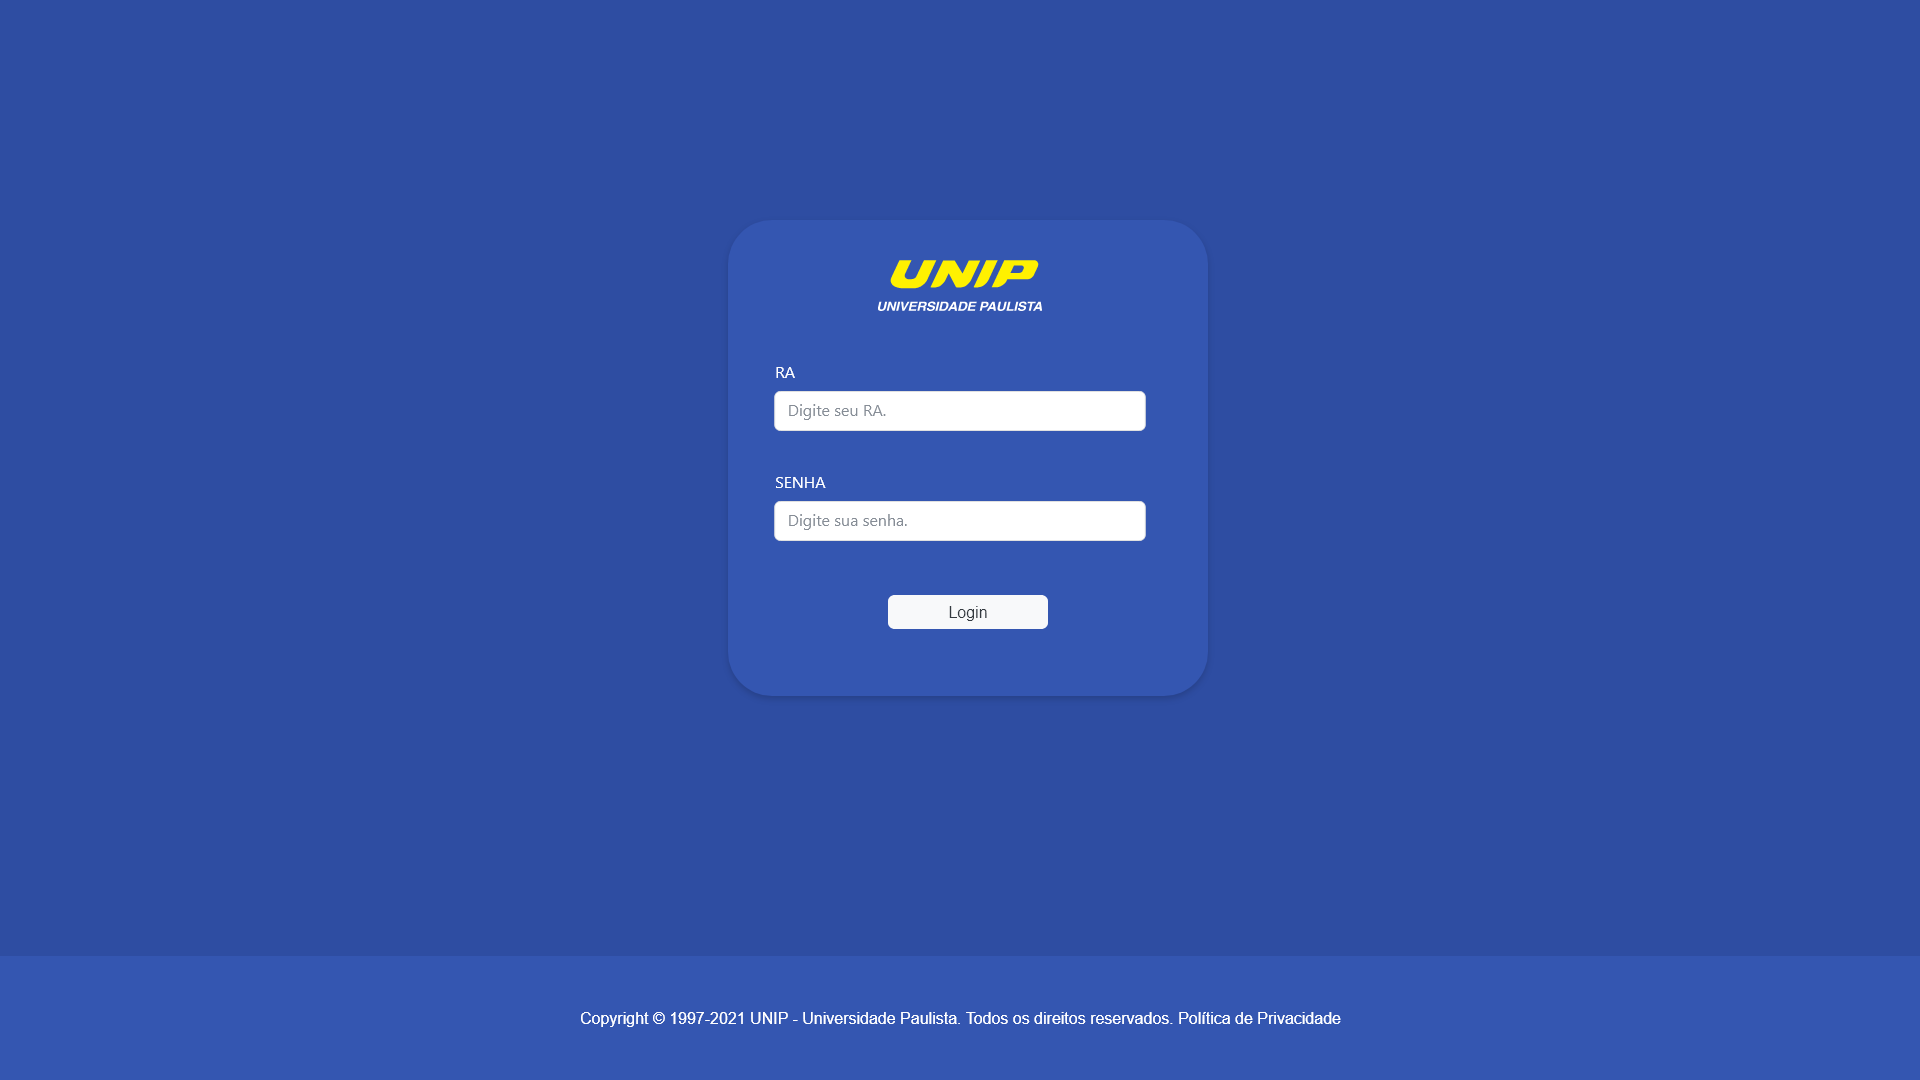 UNIP
UNIVERSIDADE PAULISTA
RA
Digite seu RA.
SENHA
Digite sua senha.
Login
Copyright © 1997-2021 UNIP - Universidade Paulista. Todos os direitos reservados. Política de Privacidade